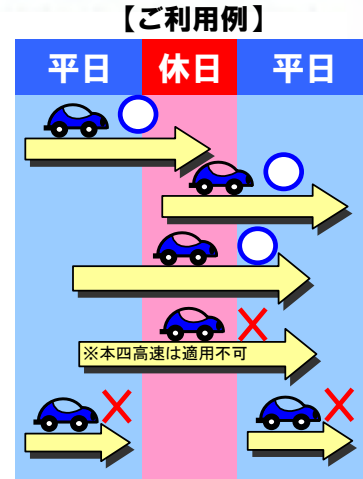 【ご利用例】
平日 休日 平日
※本四高速は適用不可